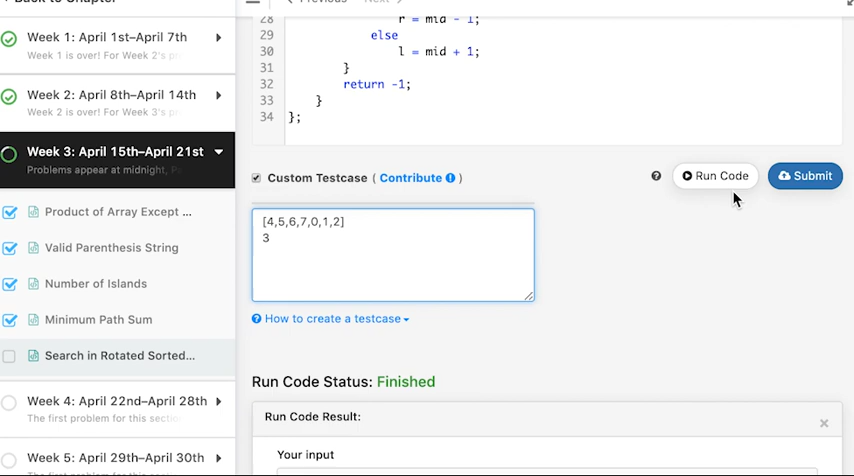 Back to Chapter
Week 1: April 1st–April 7th
Week 1 is over! For Week 2's
Week 2: April 8th–April 14th
Week 2 is over! For Week 3's
Week 3: April 15th–April 21st
Problems appear at midnight,
Product of Array Except ...
Valid Parenthesis String
Number of Islands
Minimum Path Sum
Search in Rotated Sorted...
Week 4: April 22nd–April 28th
The first problem for this
Week 5: April 29th–April 30th
Previous Next
28 r = mid - 1;
29 else
30 l = mid + 1;
31 }
32 return -1;
33 }
34 };
Custom Testcase ( Contribute )
Run Code
Submit
[4,5,6,7,0,1,2]
3
How to create a testcase
Run Code Status: Finished
Run Code Result:
×
Your input